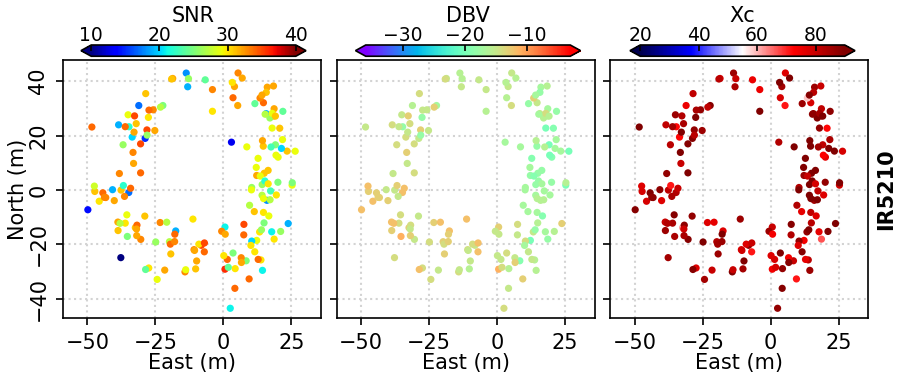 SNR DBV Xc
10 20 30 40 −30 −20 −10 20 40 60 80
40
20
0
−20
−40
North (m)
IR5210
−50 −25 0 25 −50 −25 0 25 −50 −25 0 25
East (m) East (m) East (m)